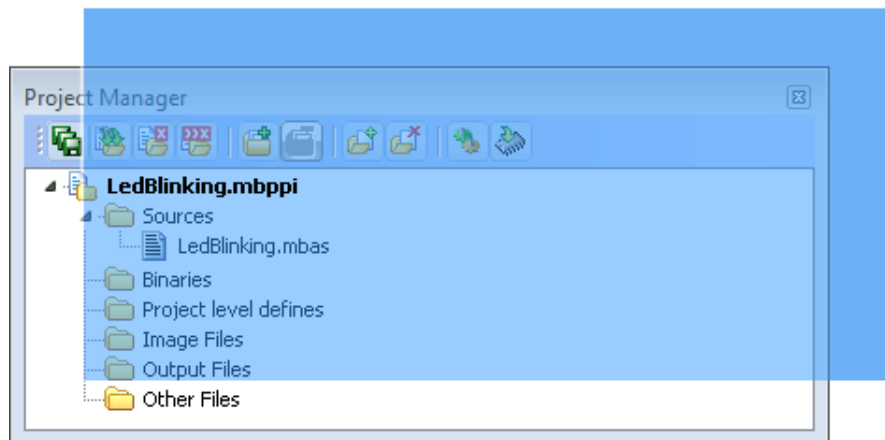 Project Manager
LedBlinking.mbppi
Sources
LedBlinking.mbas
Binaries
Project level defines
Image Files
Output Files
Other Files